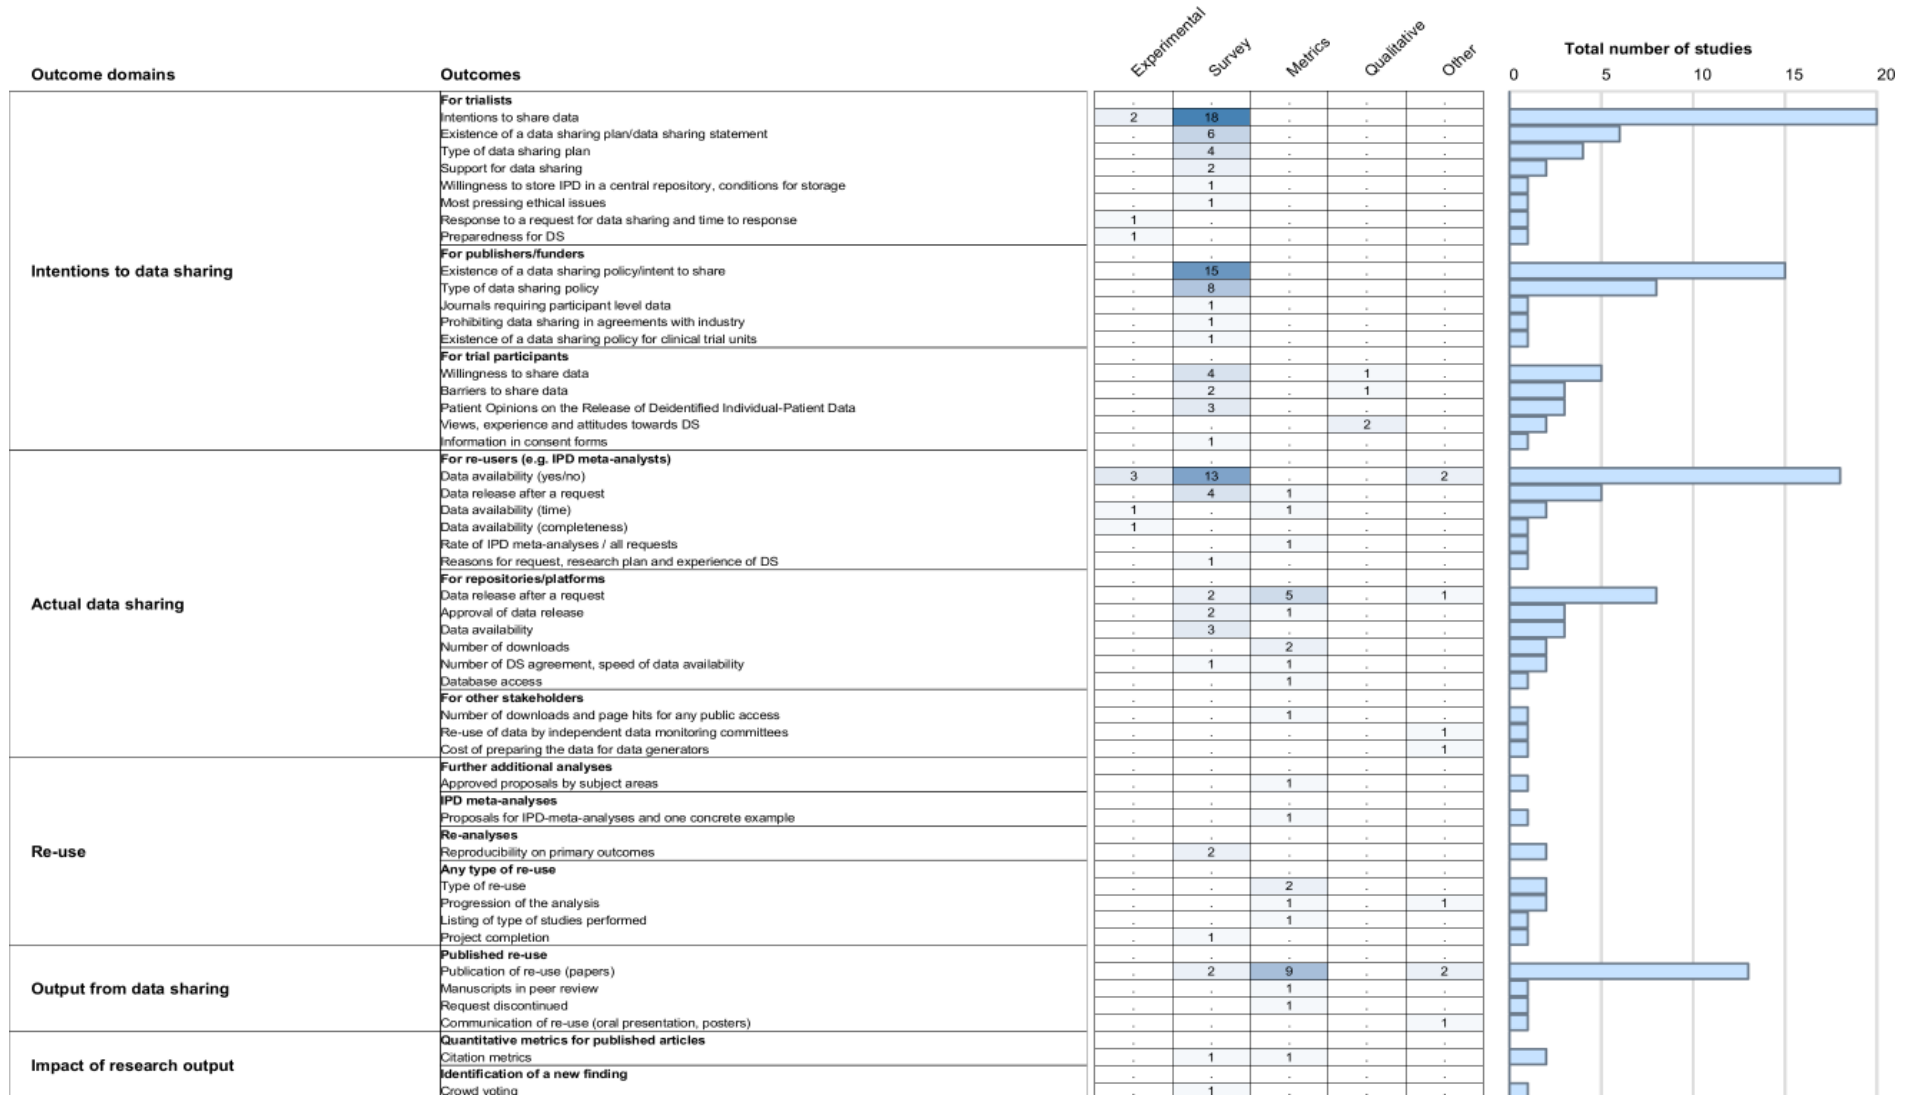 Experimental Survey Metrics Qualitative Other
Total number of studies
Outcome domains Outcomes 0 5 10 15 20
For trialists . . . . .
Intentions to share data 2 18 . . .
Existence of a data sharing plan/data sharing statement . 6 . . .
Type of data sharing plan . 4 . . .
Support for data sharing . 2 . . .
Willingness to store IPD in a central repository, conditions for storage . 1 . . .
Most pressing ethical issues . 1 . . .
Response to a request for data sharing and time to response 1 . . . .
Preparedness for DS 1 . . . .
For publishers/funders . . . . .
Intentions to data sharing Existence of a data sharing policy/intent to share . 15 . . .
Type of data sharing policy . 8 . . .
Journals requiring participant level data . 1 . . .
Prohibiting data sharing in agreements with industry . 1 . . .
Existence of a data sharing policy for clinical trial units . 1 . . .
For trial participants . . . . .
Willingness to share data . 4 . 1 .
Barriers to share data . 2 . 1 .
Patient Opinions on the Release of Deidentified Individual-Patient Data . 3 . . .
Views, experience and attitudes towards DS . . . 2 .
Information in consent forms . 1 . . .
For re-users (e.g. IPD meta-analysts) . . . . .
Data availability (yes/no) 3 13 . . 2
Data release after a request . 4 1 . .
Data availability (time) 1 . 1 . .
Data availability (completeness) 1 . . . .
Rate of IPD meta-analyses / all requests . . 1 . .
Reasons for request, research plan and experience of DS . 1 . . .
For repositories/platforms . . . . .
Actual data sharing Data release after a request . 2 5 . 1
Approval of data release . 2 1 . .
Data availability . 3 . . .
Number of downloads . . 2 . .
Number of DS agreement, speed of data availability . 1 1 . .
Database access . . 1 . .
For other stakeholders . . . . .
Number of downloads and page hits for any public access . . 1 . .
Re-use of data by independent data monitoring committees . . . . 1
Cost of preparing the data for data generators . . . . 1
Further additional analyses . . . . .
Approved proposals by subject areas . . 1 . .
IPD meta-analyses . . . . .
Proposals for IPD-meta-analyses and one concrete example . . 1 . .
Re-analyses . . . . .
Re-use Reproducibility on primary outcomes . 2 . . .
Any type of re-use . . . . .
Type of re-use . . 2 . .
Progression of the analysis . . 1 . 1
Listing of type of studies performed . . 1 . .
Project completion . 1 . . .
Published re-use . . . . .
Publication of re-use (papers) . 2 9 . 2
Output from data sharing Manuscripts in peer review . . 1 . .
Request discontinued . . 1 . .
Communication of re-use (oral presentation, posters) . . . . 1
Quantitative metrics for published articles . . . . .
Impact of research output Citation metrics . 1 1 . .
Identification of a new finding . . . . .
Crowd voting . 1 . . .